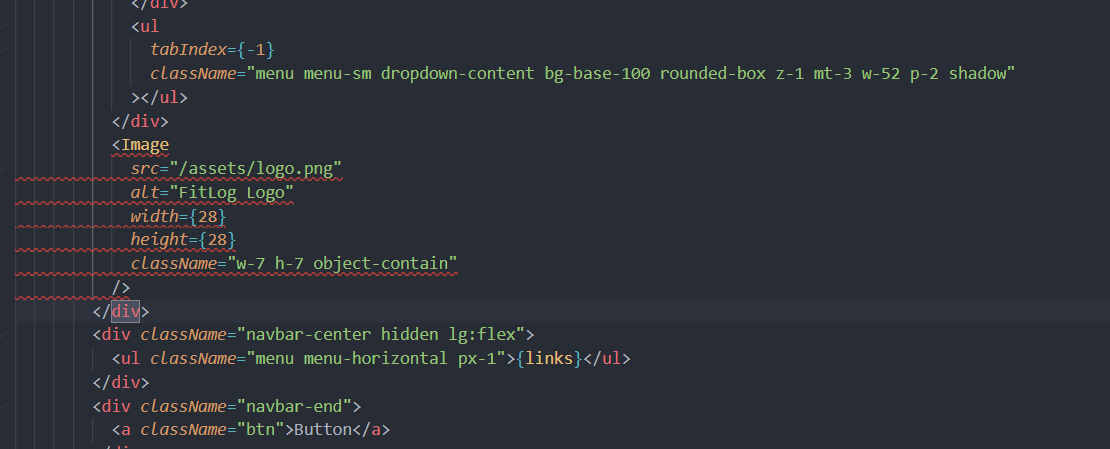 </div>
<ul
tabIndex={-1}
className="menu menu-sm dropdown-content bg-base-100 rounded-box z-1 mt-3 w-52 p-2 shadow"
></ul>
</div>
<Image
src="/assets/logo.png"
alt="FitLog Logo"
width={28}
height={28}
className="w-7 h-7 object-contain"
/>
</div>
<div className="navbar-center hidden lg:flex">
<ul className="menu menu-horizontal px-1">{links}</ul>
</div>
<div className="navbar-end">
<a className="btn">Button</a>
</div>